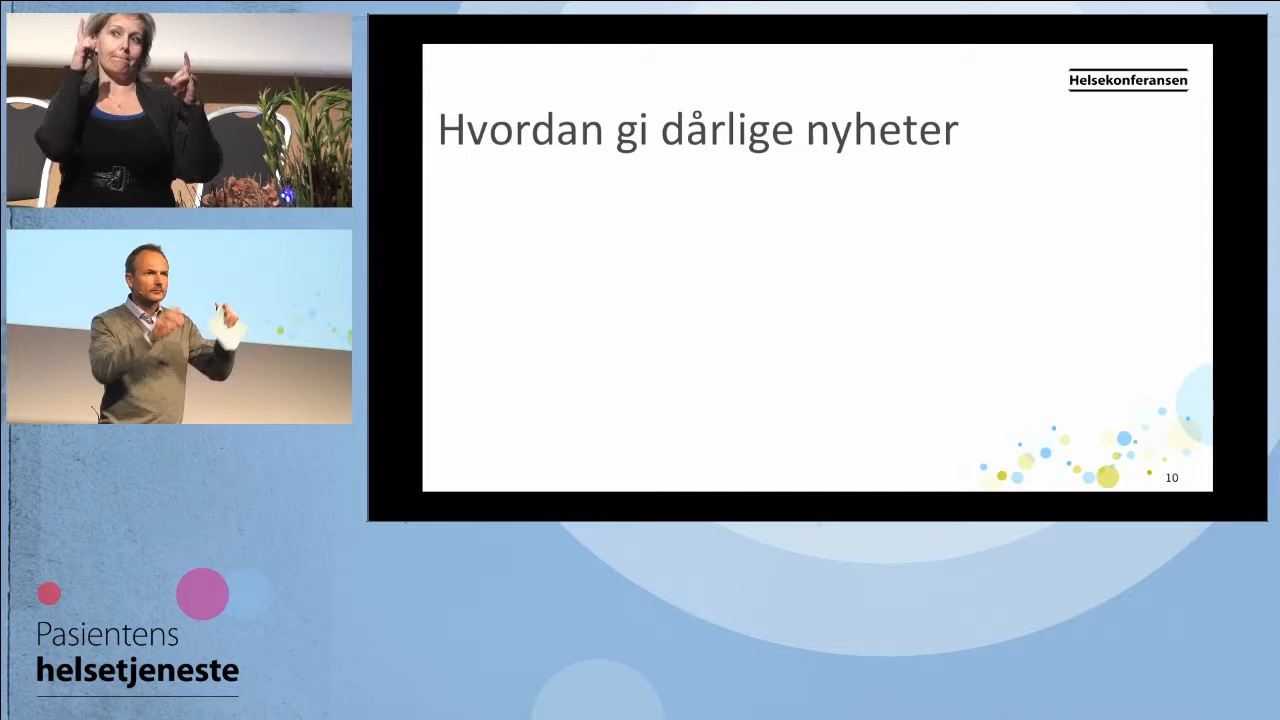 Helsekonferansen
Hvordan gi dårlige nyheter
10
Pasientens
helsetjeneste